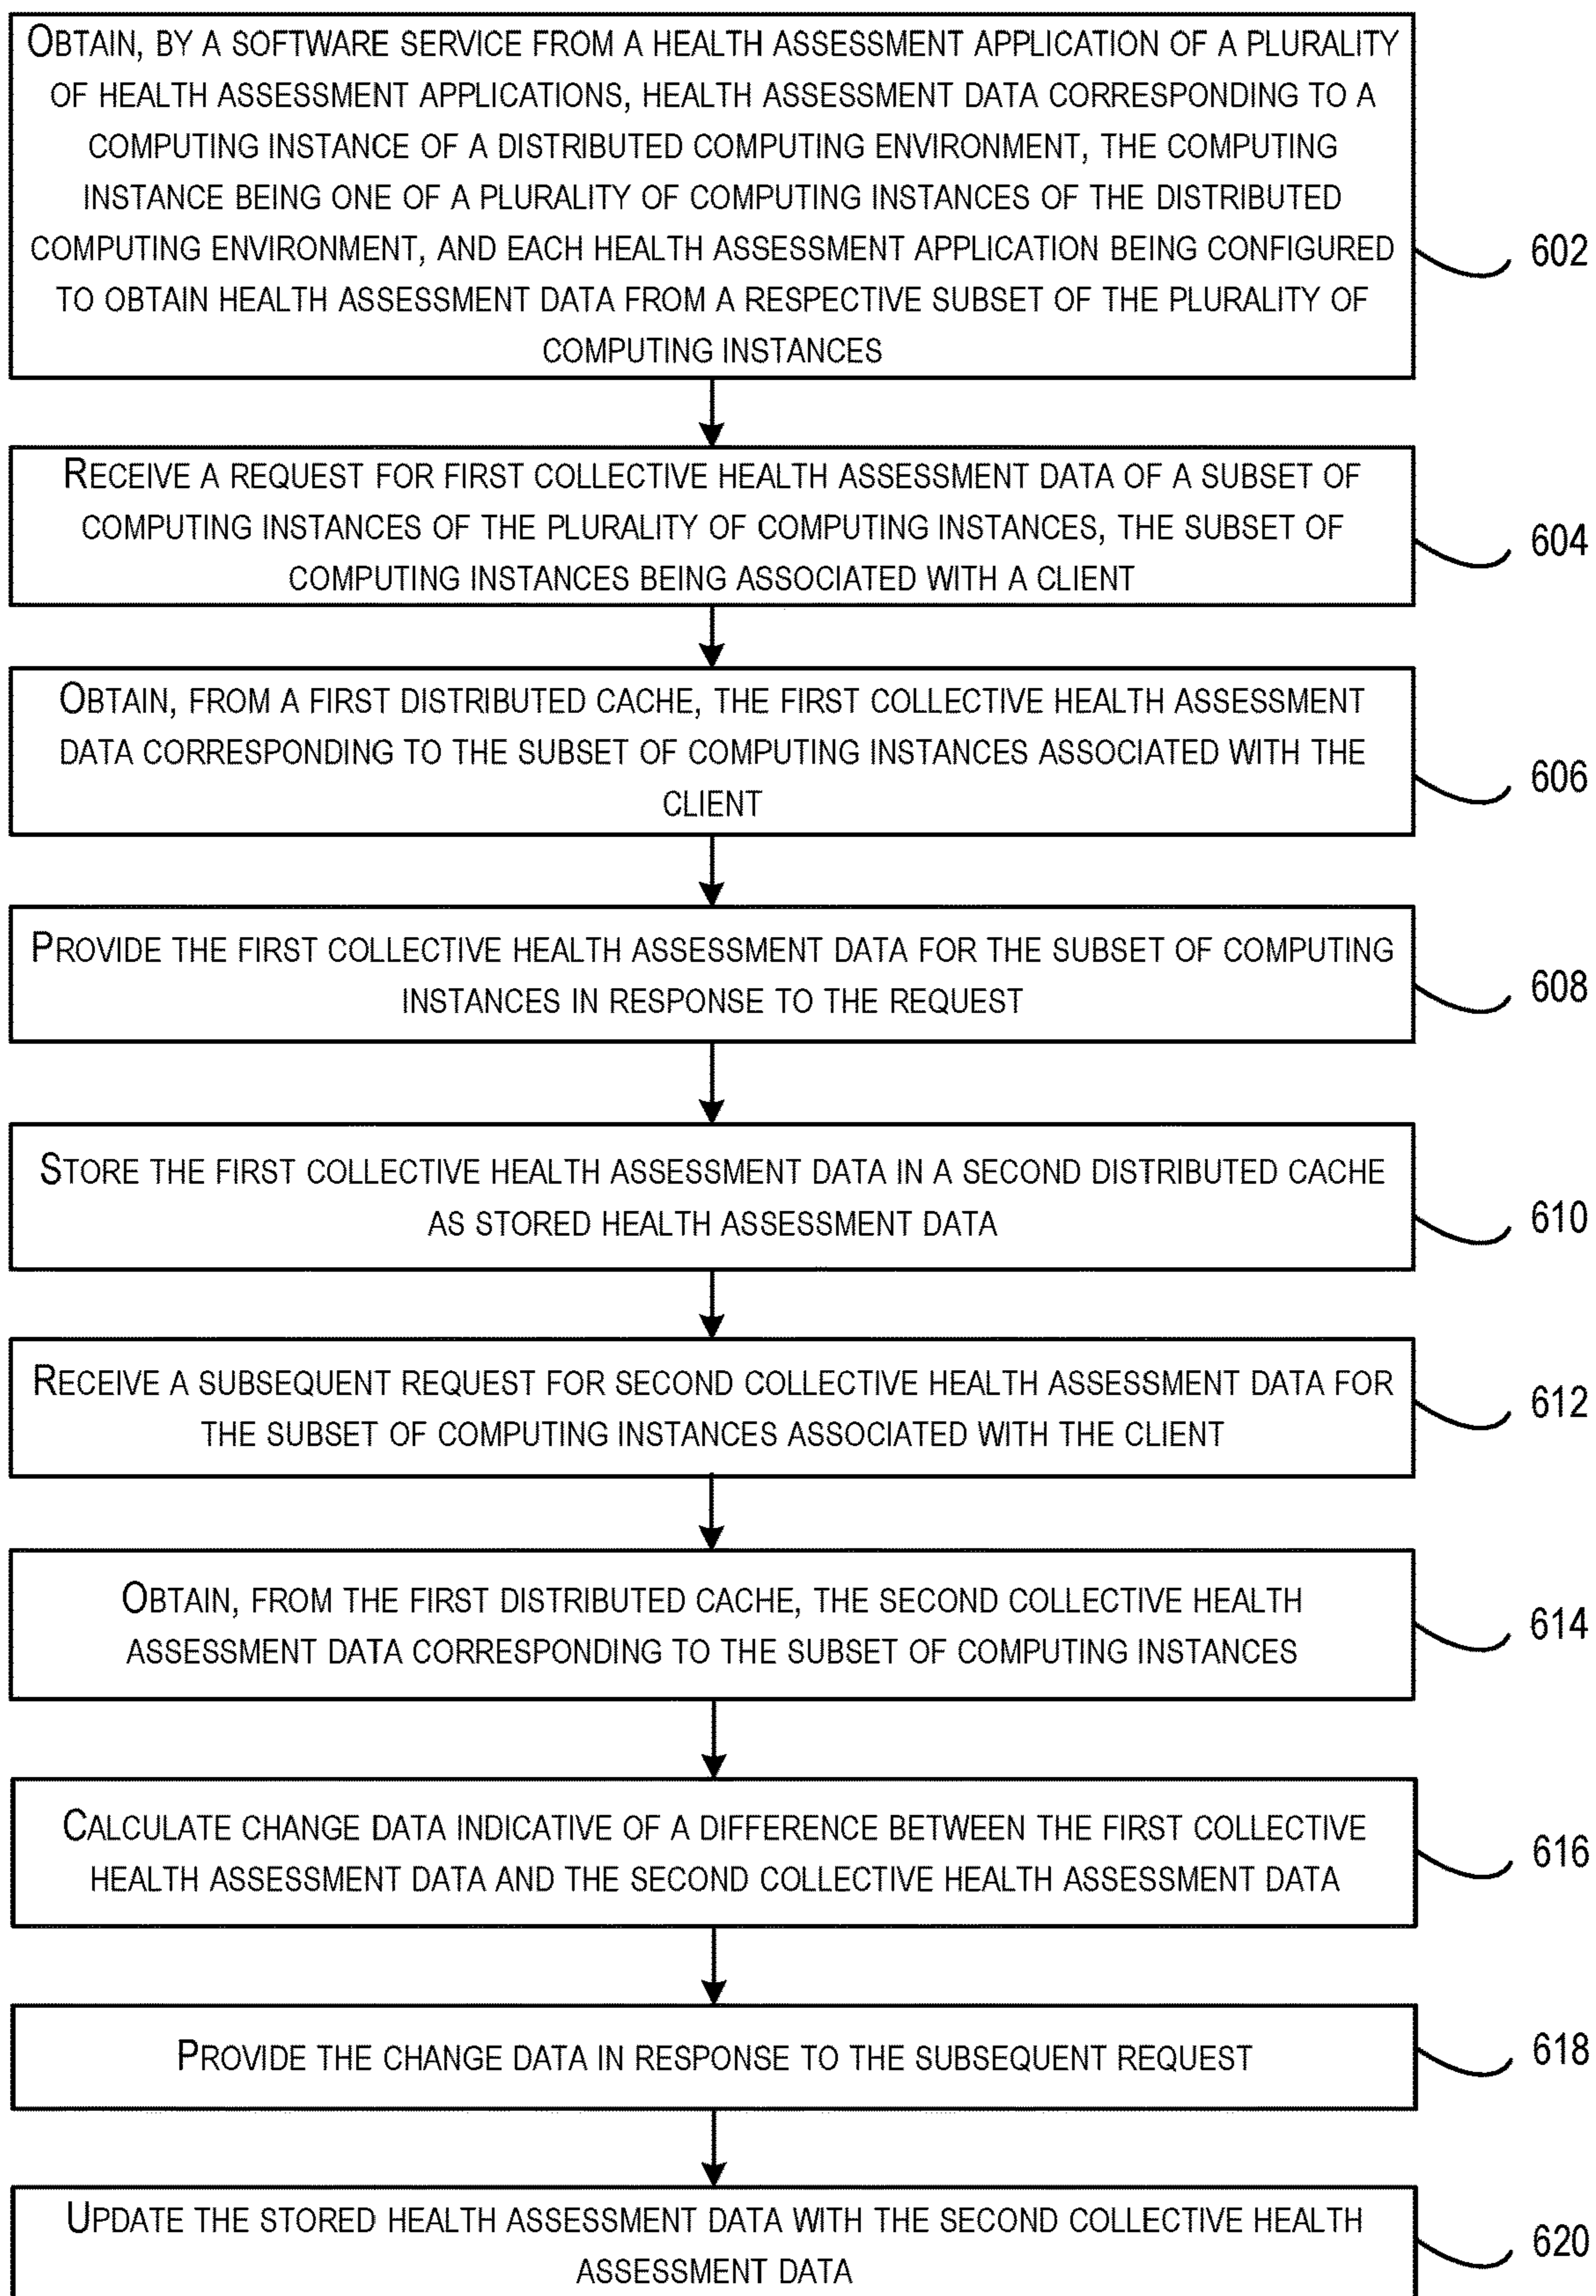 OBTAIN, BY A SOFTWARE SERVICE FROM A HEALTH ASSESSMENT APPLICATION OF A PLURALITY
OF HEALTH ASSESSMENT APPLICATIONS, HEALTH ASSESSMENT DATA CORRESPONDING TO A
COMPUTING INSTANCE OF A DISTRIBUTED COMPUTING ENVIRONMENT, THE COMPUTING
INSTANCE BEING ONE OF A PLURALITY OF COMPUTING INSTANCES OF THE DISTRIBUTED
COMPUTING ENVIRONMENT, AND EACH HEALTH ASSESSMENT APPLICATION BEING CONFIGURED
TO OBTAIN HEALTH ASSESSMENT DATA FROM A RESPECTIVE SUBSET OF THE PLURALITY OF
COMPUTING INSTANCES
602
RECEIVE A REQUEST FOR FIRST COLLECTIVE HEALTH ASSESSMENT DATA OF A SUBSET OF
COMPUTING INSTANCES OF THE PLURALITY OF COMPUTING INSTANCES, THE SUBSET OF
COMPUTING INSTANCES BEING ASSOCIATED WITH A CLIENT
604
OBTAIN, FROM A FIRST DISTRIBUTED CACHE, THE FIRST COLLECTIVE HEALTH ASSESSMENT
DATA CORRESPONDING TO THE SUBSET OF COMPUTING INSTANCES ASSOCIATED WITH THE
CLIENT
606
PROVIDE THE FIRST COLLECTIVE HEALTH ASSESSMENT DATA FOR THE SUBSET OF COMPUTING
INSTANCES IN RESPONSE TO THE REQUEST
608
STORE THE FIRST COLLECTIVE HEALTH ASSESSMENT DATA IN A SECOND DISTRIBUTED CACHE
AS STORED HEALTH ASSESSMENT DATA
610
RECEIVE A SUBSEQUENT REQUEST FOR SECOND COLLECTIVE HEALTH ASSESSMENT DATA FOR
THE SUBSET OF COMPUTING INSTANCES ASSOCIATED WITH THE CLIENT
612
OBTAIN, FROM THE FIRST DISTRIBUTED CACHE, THE SECOND COLLECTIVE HEALTH
ASSESSMENT DATA CORRESPONDING TO THE SUBSET OF COMPUTING INSTANCES
614
CALCULATE CHANGE DATA INDICATIVE OF A DIFFERENCE BETWEEN THE FIRST COLLECTIVE
HEALTH ASSESSMENT DATA AND THE SECOND COLLECTIVE HEALTH ASSESSMENT DATA
616
PROVIDE THE CHANGE DATA IN RESPONSE TO THE SUBSEQUENT REQUEST
618
UPDATE THE STORED HEALTH ASSESSMENT DATA WITH THE SECOND COLLECTIVE HEALTH
ASSESSMENT DATA
620